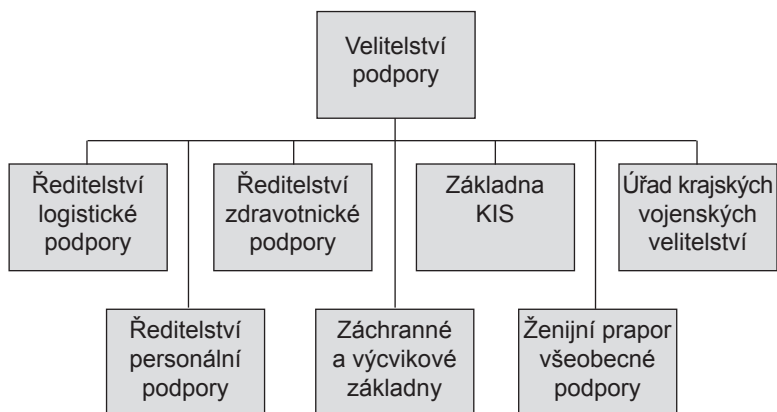 Velitelství
podpory
Ředitelství
logistické
podpory
Ředitelství
zdravotnické
podpory
Základna
KIS
Úřad krajských
vojenských
velitelství
Ředitelství
personální
podpory
Záchranné
a výcvikové
základny
Ženijní prapor
všeobecné
podpory